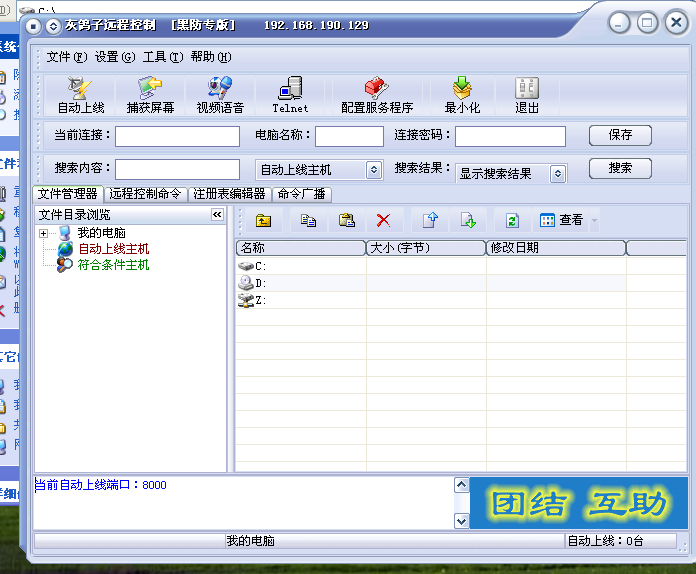 C:\
灰鸽子远程控制 [黑防专版] 192.168.190.129
文件(F) 设置(G) 工具(T) 帮助(H)
自动上线 捕获屏幕 视频语音 Telnet 配置服务程序 最小化 退出
当前连接: 电脑名称: 连接密码: 保存
搜索内容: 自动上线主机 搜索结果: 显示搜索结果 搜索
文件管理器 远程控制命令 注册表编辑器 命令广播
文件目录浏览 查看
我的电脑
自动上线主机
符合条件主机
名称 大小(字节) 修改日期
C:
D:
Z:
当前自动上线端口:8000
团结 互助
我的电脑 自动上线:0台